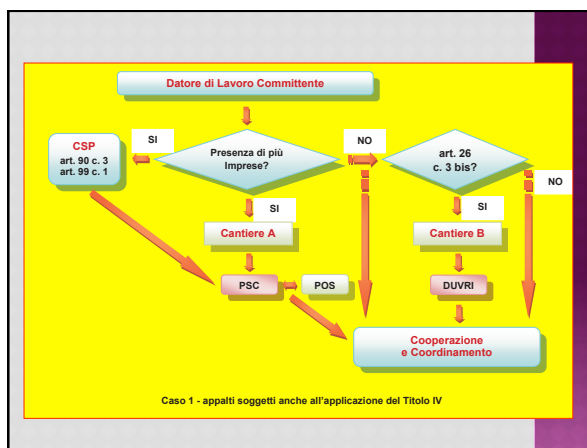 Datore di Lavoro Committente
SI
NO
CSP
art. 90 c. 3
art. 99 c. 1
Presenza di più
Imprese?
art. 26
c. 3 bis?
NO
SI
SI
Cantiere A
Cantiere B
PSC
POS
DUVRI
Cooperazione
e Coordinamento
Caso 1 - appalti soggetti anche all'applicazione del Titolo IV